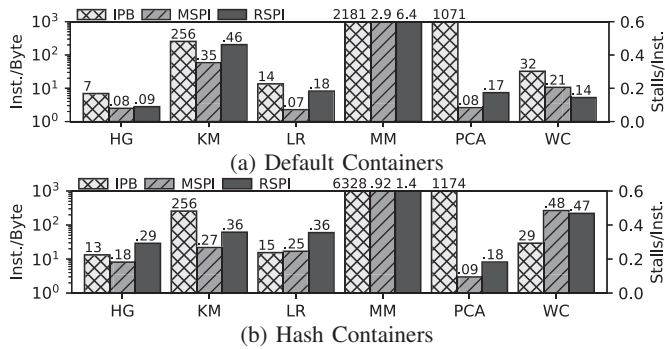 IPB MSPI RSPI
10³ 10² 10¹ 10⁰
Inst./Byte
7 .08 .09 256 .35 .46 14 .07 .18 2181 2.9 6.4 1071 .08 .17 32 .21 .14
0.6 0.4 0.2 0.0
Stalls/Inst.
HG KM LR MM PCA WC
(a) Default Containers
IPB MSPI RSPI
10³ 10² 10¹ 10⁰
Inst./Byte
13 .18 .29 256 .27 .36 15 .25 .36 6328 .92 1.4 1174 .09 .18 29 .48 .47
0.6 0.4 0.2 0.0
Stalls/Inst.
HG KM LR MM PCA WC
(b) Hash Containers